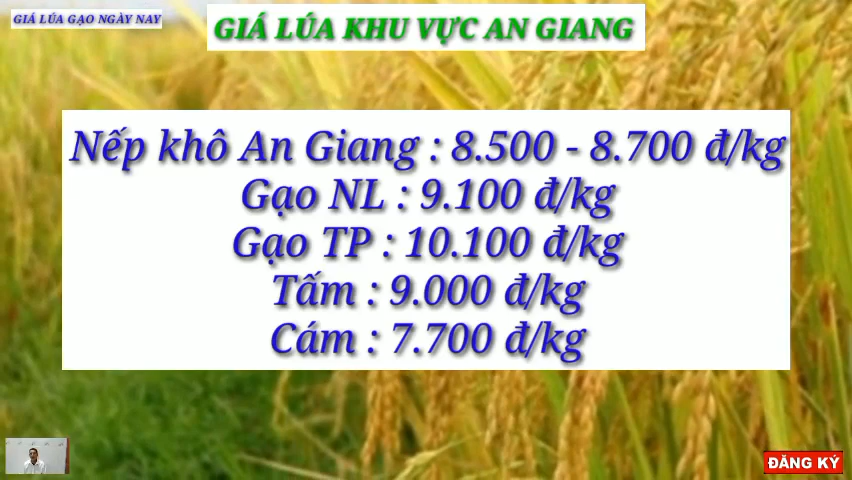 GIÁ LÚA GẠO NGÀY NAY
GIÁ LÚA KHU VỰC AN GIANG
Nếp khô An Giang : 8.500 - 8.700 đ/kg
Gạo NL : 9.100 đ/kg
Gạo TP : 10.100 đ/kg
Tấm : 9.000 đ/kg
Cám : 7.700 đ/kg
ĐĂNG KÝ